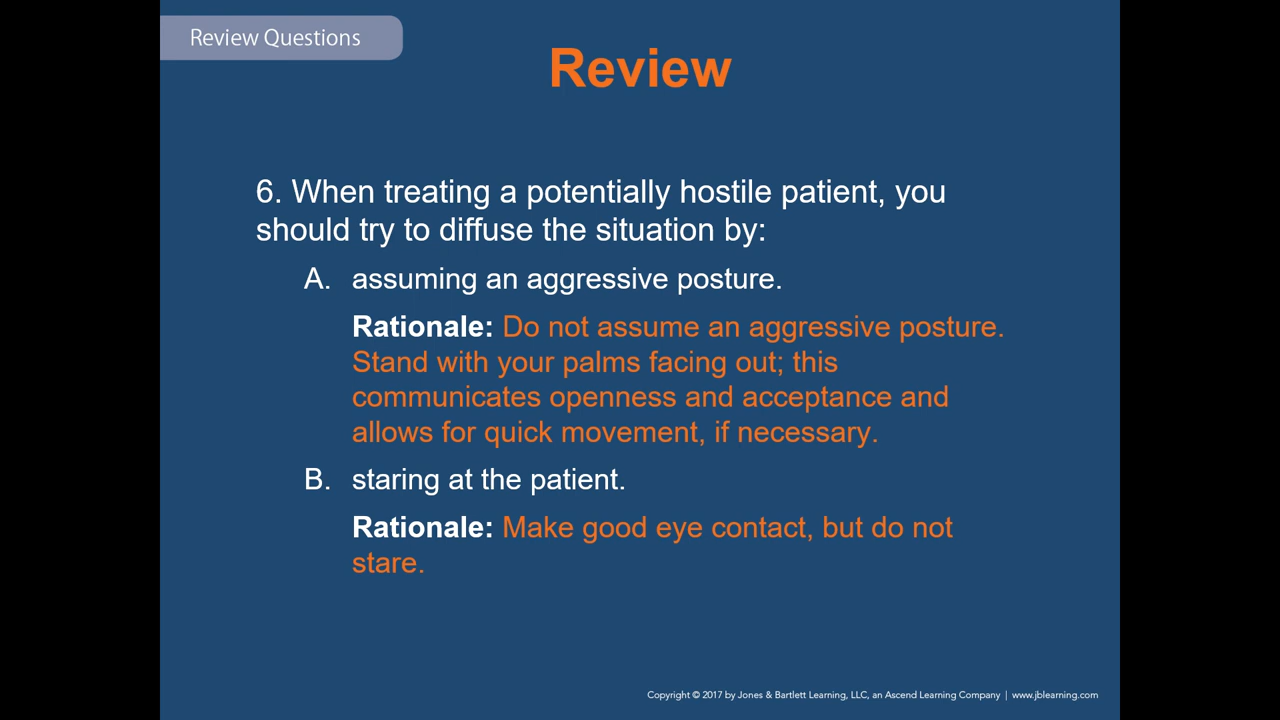 Review Questions
Review
6. When treating a potentially hostile patient, you
should try to diffuse the situation by:
A. assuming an aggressive posture.
Rationale: Do not assume an aggressive posture.
Stand with your palms facing out; this
communicates openness and acceptance and
allows for quick movement, if necessary.
B. staring at the patient.
Rationale: Make good eye contact, but do not
stare.
Copyright © 2017 by Jones & Bartlett Learning, LLC, an Ascend Learning Company | www.jblearning.com